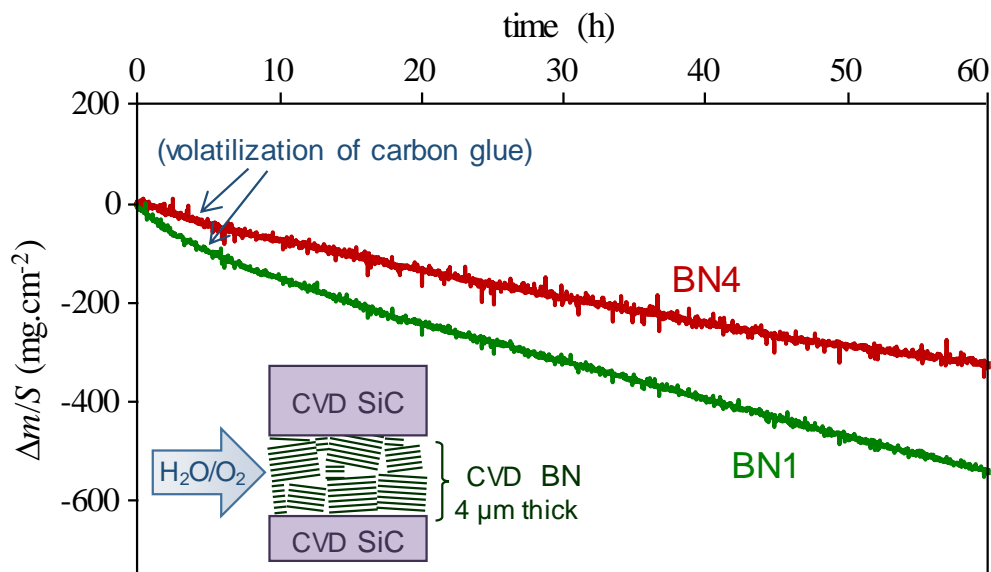 time (h)
0 10 20 30 40 50 60
200
0
-200
-400
-600
Δm/S (mg.cm⁻²)
(volatilization of carbon glue)
BN4
BN1
CVD SiC
H₂O/O₂
CVD BN
4 µm thick
CVD SiC